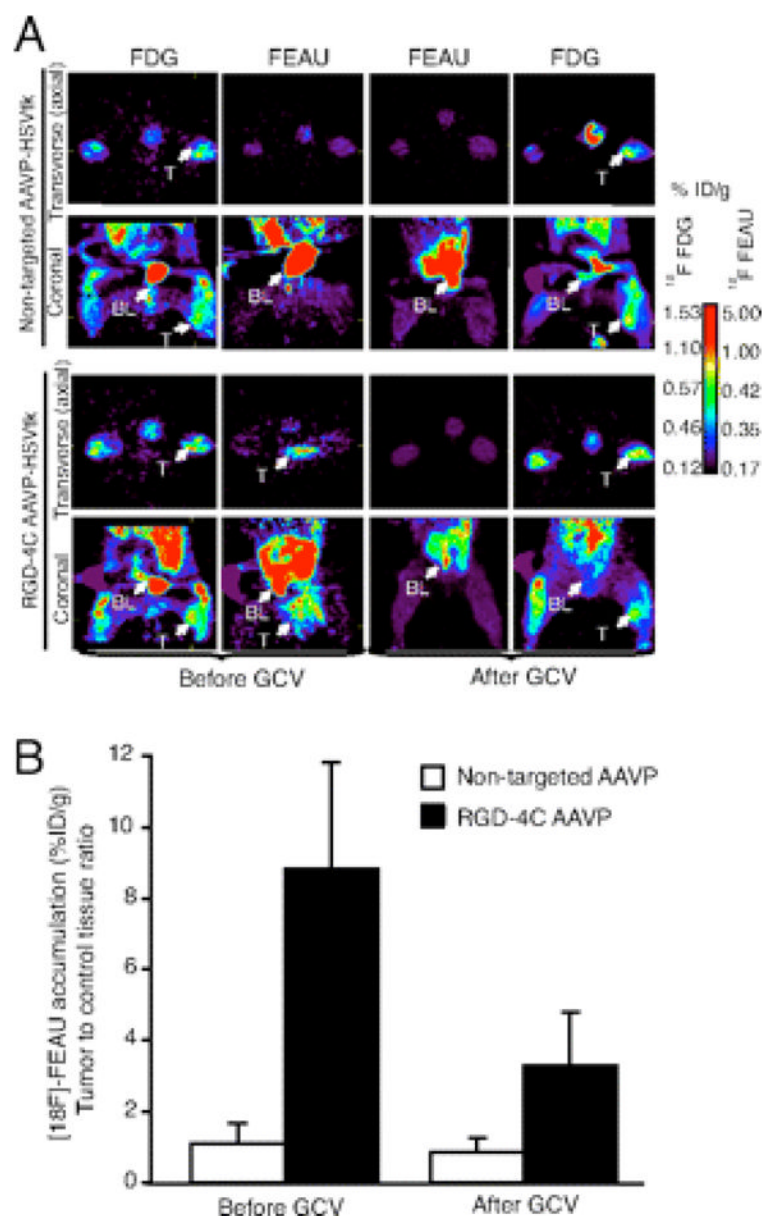 A
FDG FEAU FEAU FDG
Non-targeted AAVP-HSVtk
Transverse (axial)
T T
Coronal
BL T BL BL T
RGD-4C AAVP-HSVtk
Transverse (axial)
T T T
Coronal
BL T BL T BL T
Before GCV After GCV
% ID/g
18F FDG 18F FEAU
1.53 5.00
1.10 1.00
0.57 0.42
0.46 0.35
0.12 0.17
B
[18F]-FEAU accumulation (%ID/g)
Tumor to control tissue ratio
12
10
8
6
4
2
0
Non-targeted AAVP
RGD-4C AAVP
Before GCV After GCV